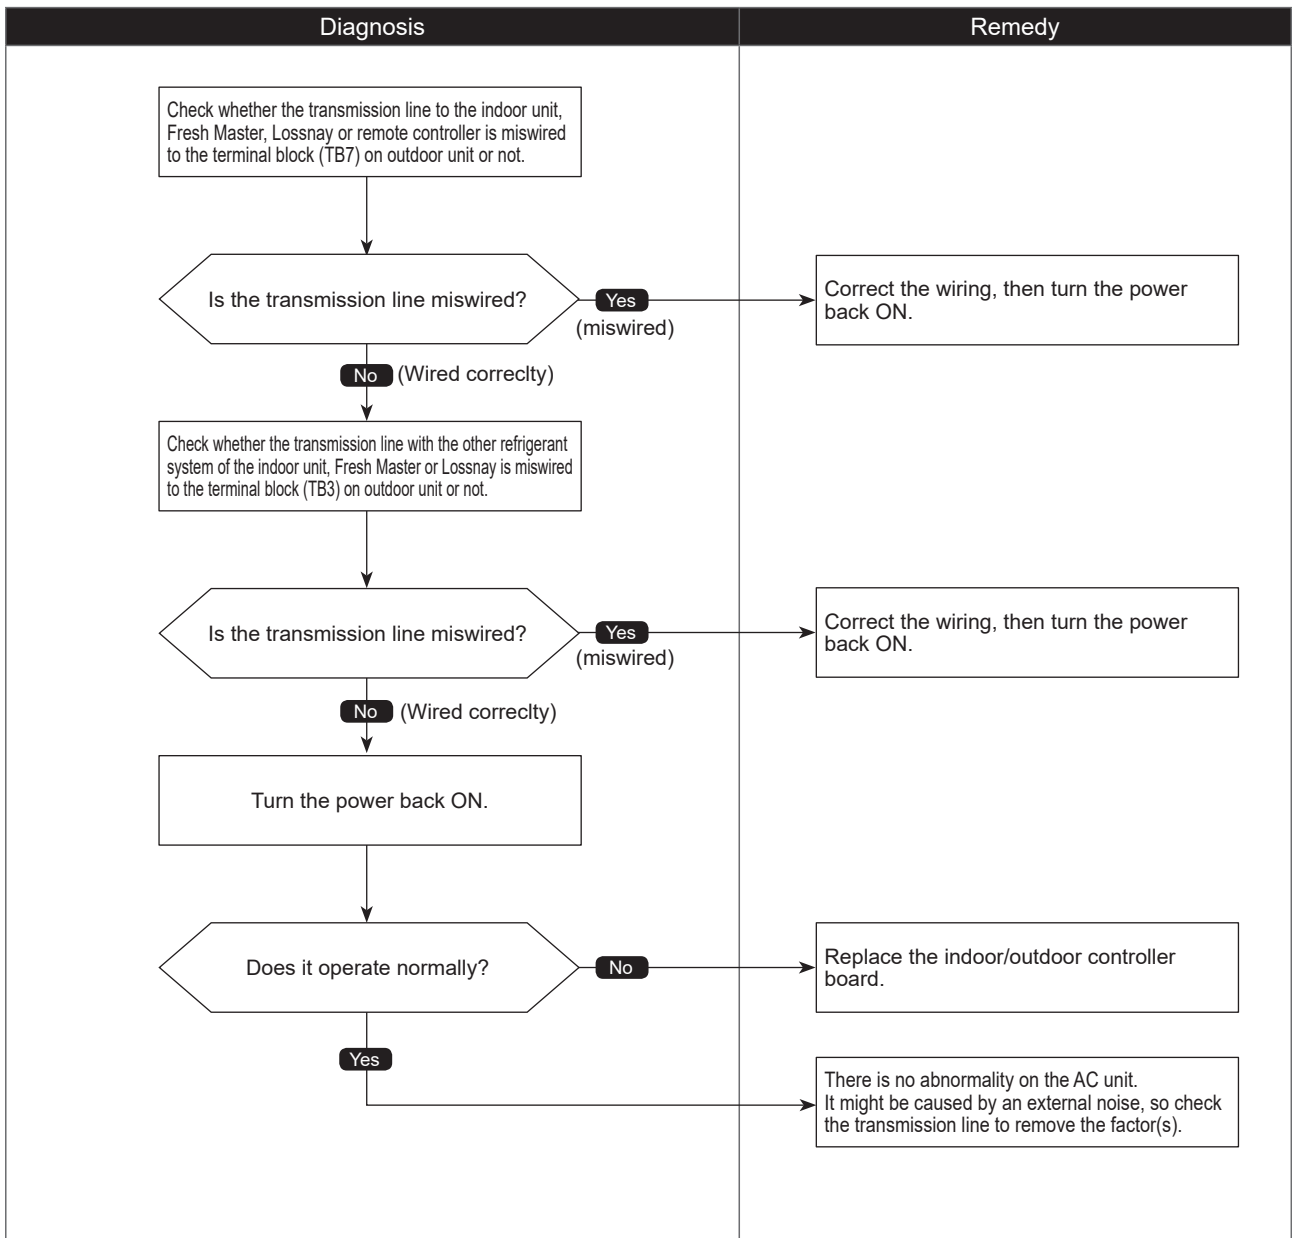 Diagnosis
Remedy
Check whether the transmission line to the indoor unit,
Fresh Master, Lossnay or remote controller is miswired
to the terminal block (TB7) on outdoor unit or not.
Is the transmission line miswired?
Yes
(miswired)
Correct the wiring, then turn the power
back ON.
No (Wired correclty)
Check whether the transmission line with the other refrigerant
system of the indoor unit, Fresh Master or Lossnay is miswired
to the terminal block (TB3) on outdoor unit or not.
Is the transmission line miswired?
Yes
(miswired)
Correct the wiring, then turn the power
back ON.
No (Wired correclty)
Turn the power back ON.
Does it operate normally?
No
Replace the indoor/outdoor controller
board.
Yes
There is no abnormality on the AC unit.
It might be caused by an external noise, so check
the transmission line to remove the factor(s).